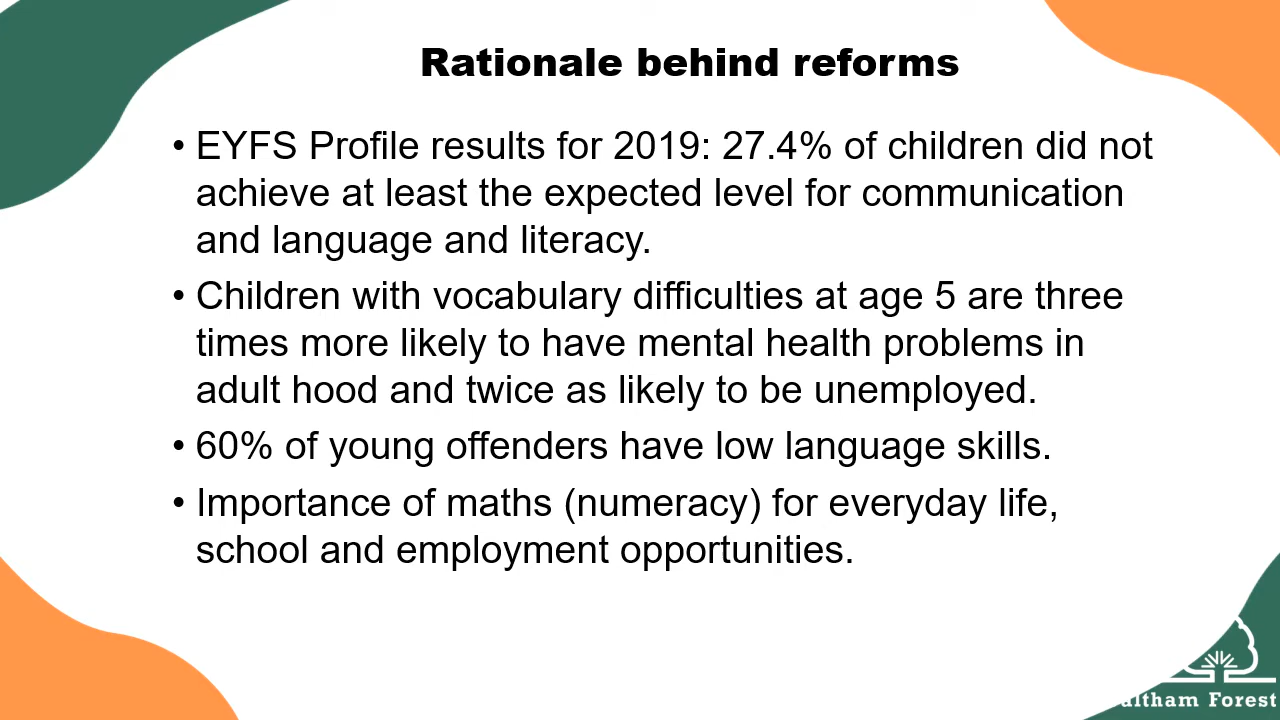 Rationale behind reforms
• EYFS Profile results for 2019: 27.4% of children did not
achieve at least the expected level for communication
and language and literacy.
• Children with vocabulary difficulties at age 5 are three
times more likely to have mental health problems in
adult hood and twice as likely to be unemployed.
• 60% of young offenders have low language skills.
• Importance of maths (numeracy) for everyday life,
school and employment opportunities.
Forest